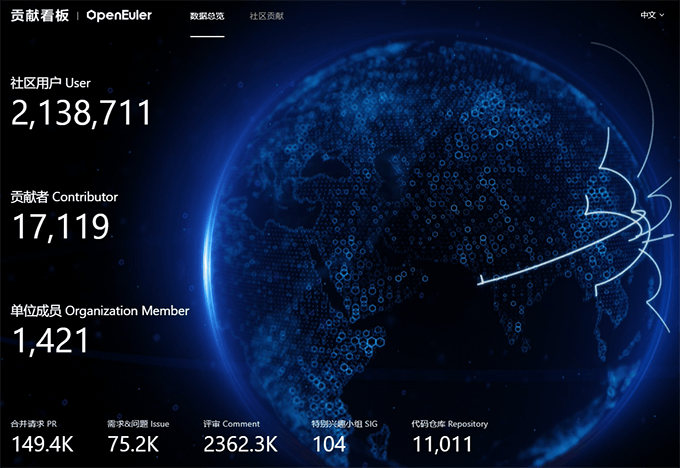 贡献看板 | OpenEuler
数据总览 社区贡献
中文
社区用户 User
2,138,711
贡献者 Contributor
17,119
单位成员 Organization Member
1,421
合并请求 PR
149.4K
需求&问题 Issue
75.2K
评审 Comment
2362.3K
特别兴趣小组 SIG
104
代码仓库 Repository
11,011